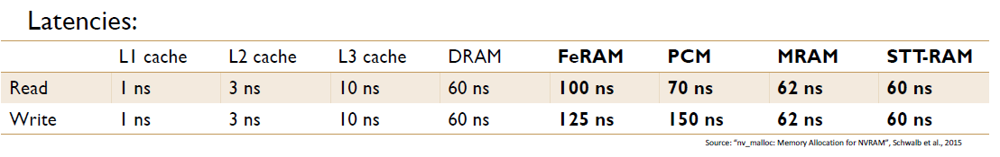 Latencies:
L1 cache L2 cache L3 cache DRAM FeRAM PCM MRAM STT-RAM
Read 1 ns 3 ns 10 ns 60 ns 100 ns 70 ns 62 ns 60 ns
Write 1 ns 3 ns 10 ns 60 ns 125 ns 150 ns 62 ns 60 ns
Source: “nv_malloc: Memory Allocation for NVRAM”, Schwalb et al., 2015